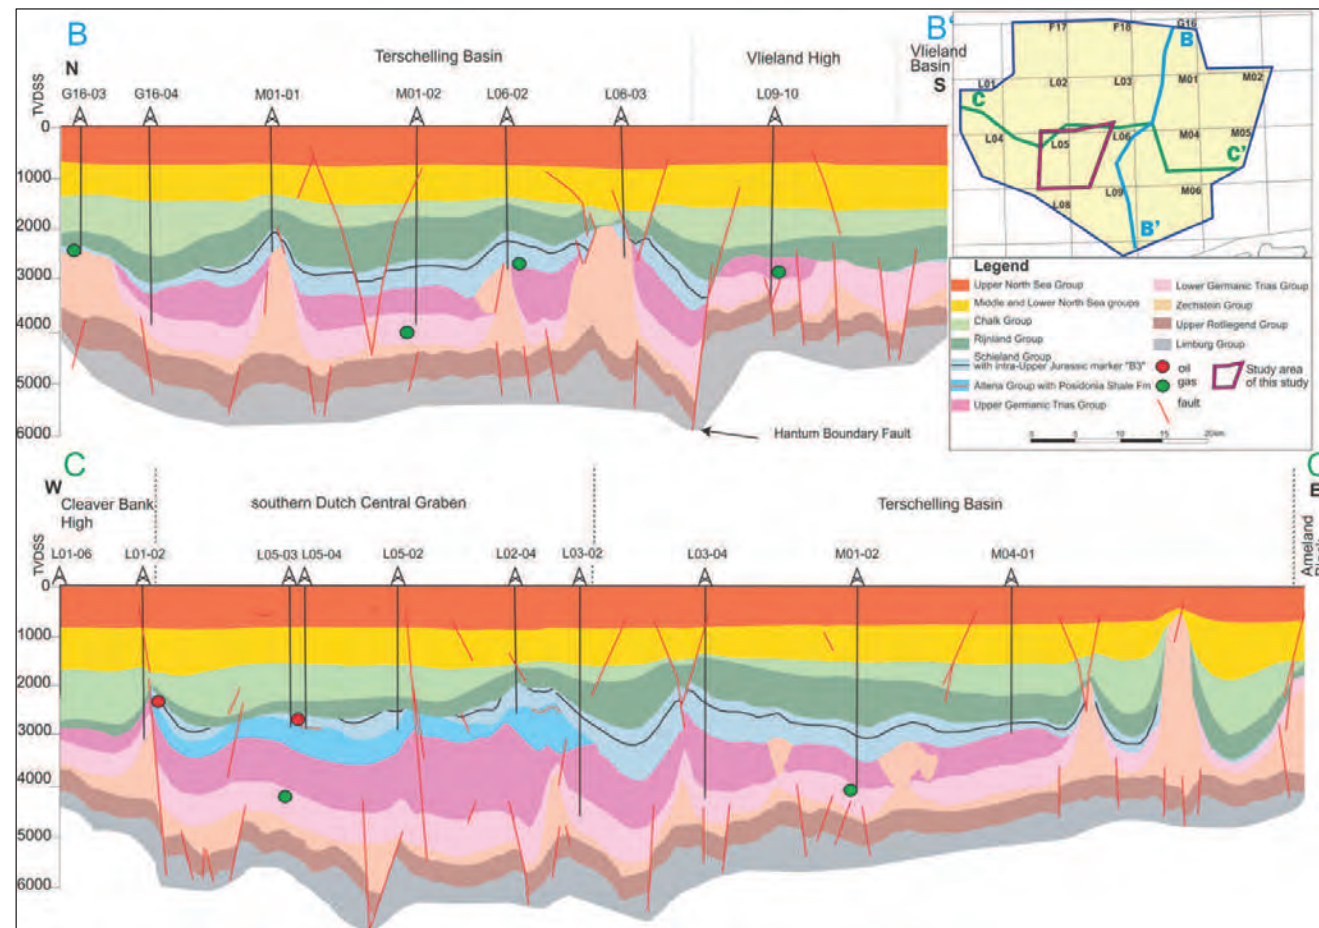 B
N
Terschelling Basin
Vlieland High
B'
Vlieland
Basin
S
TVDSS
G16-03
G16-04
M01-01
M01-02
L06-02
L06-03
L09-10
0
1000
2000
3000
4000
5000
6000
Hantum Boundary Fault
F17
F18
G16
B
L01
L02
L03
M01
M02
C
L04
L05
L06
M04
M05
C'
L08
L09
M06
B'
Legend
Upper North Sea Group
Middle and Lower North Sea groups
Chalk Group
Rijnland Group
Schieland Group
with intra-Upper Jurassic marker "B3"
Altena Group with Posidonia Shale Fm
Upper Germanic Trias Group
Lower Germanic Trias Group
Zechstein Group
Upper Rotliegend Group
Limburg Group
oil
gas
fault
Study area
of this study
0
5
10
15
20km
C
W
Cleaver Bank
High
southern Dutch Central Graben
Terschelling Basin
E
Ameland
TVDSS
L01-06
L01-02
L05-03
L05-04
L05-02
L02-04
L03-02
L03-04
M01-02
M04-01
0
1000
2000
3000
4000
5000
6000